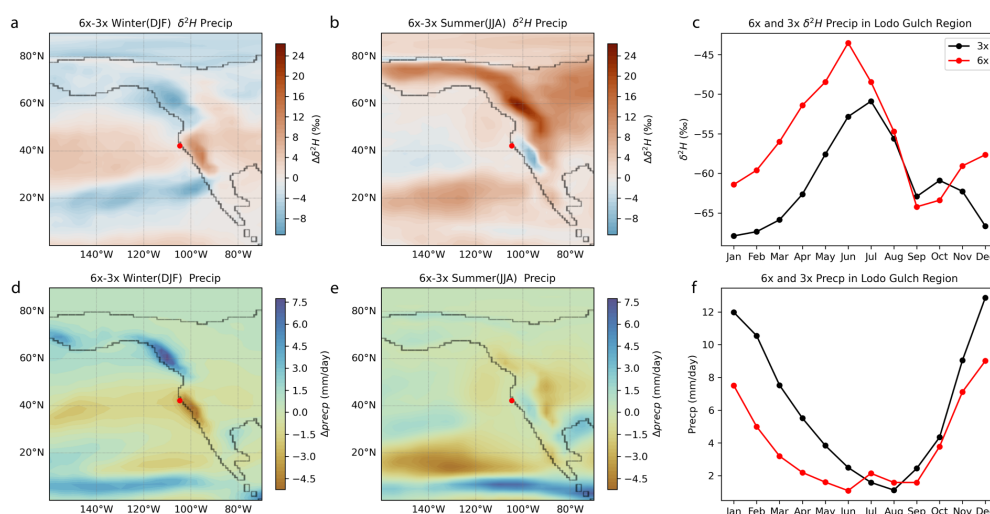 a
6x-3x Winter(DJF) δ²H Precip
80°N
60°N
40°N
20°N
140°W 120°W 100°W 80°W
24
20
16
12
8
4
0
−4
−8
Δδ²H (‰)
b
6x-3x Summer(JJA) δ²H Precip
80°N
60°N
40°N
20°N
140°W 120°W 100°W 80°W
24
20
16
12
8
4
0
−4
−8
Δδ²H (‰)
c
6x and 3x δ²H Precip in Lodo Gulch Region
δ²H (‰)
−45
−50
−55
−60
−65
3x
6x
Jan Feb Mar Apr May Jun Jul Aug Sep Oct Nov Dec
d
6x-3x Winter(DJF) Precip
80°N
60°N
40°N
20°N
140°W 120°W 100°W 80°W
7.5
6.0
4.5
3.0
1.5
0.0
−1.5
−3.0
−4.5
Δprecp (mm/day)
e
6x-3x Summer(JJA) Precip
80°N
60°N
40°N
20°N
140°W 120°W 100°W 80°W
7.5
6.0
4.5
3.0
1.5
0.0
−1.5
−3.0
−4.5
Δprecp (mm/day)
f
6x and 3x Precp in Lodo Gulch Region
Precp (mm/day)
12
10
8
6
4
2
Jan Feb Mar Apr May Jun Jul Aug Sep Oct Nov Dec